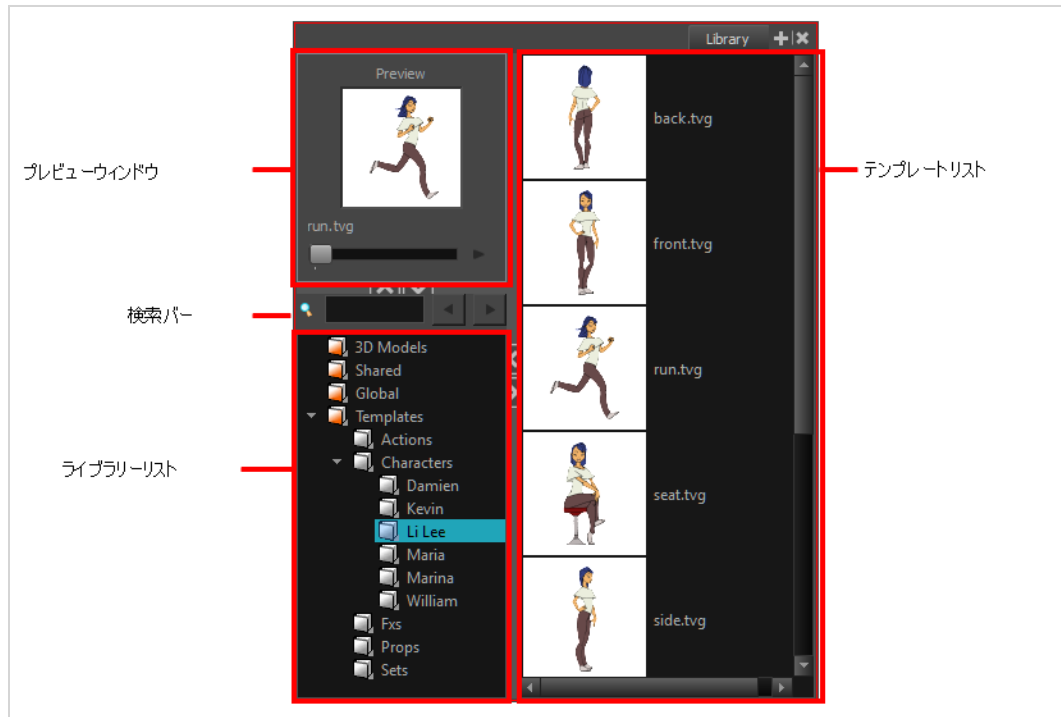 Library
Preview
run.tvg
プレビューウィンドウ
検索バー
ライブラリーリスト
3D Models
Shared
Global
Templates
Actions
Characters
Damien
Kevin
Li Lee
Maria
Marina
William
Fxs
Props
Sets
back.tvg
front.tvg
run.tvg
seat.tvg
side.tvg
テンプレートリスト